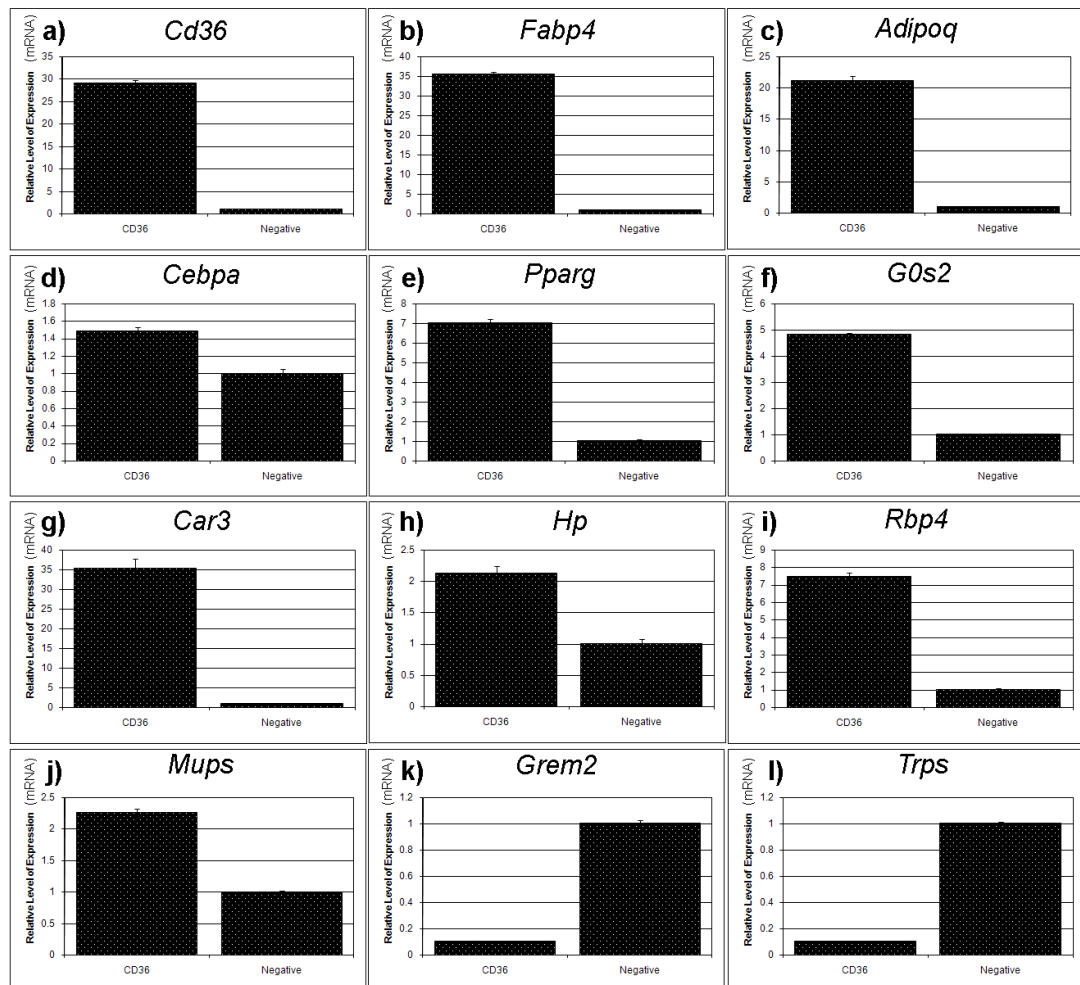 a) Cd36
Relative Level of Expression (mRNA)
35
30
25
20
15
10
5
0
CD36 Negative
b) Fabp4
Relative Level of Expression (mRNA)
40
35
30
25
20
15
10
5
0
CD36 Negative
c) Adipoq
Relative Level of Expression (mRNA)
25
20
15
10
5
0
CD36 Negative
d) Cebpa
Relative Level of Expression (mRNA)
1.8
1.6
1.4
1.2
1
0.8
0.6
0.4
0.2
0
CD36 Negative
e) Pparg
Relative Level of Expression (mRNA)
8
7
6
5
4
3
2
1
0
CD36 Negative
f) G0s2
Relative Level of Expression (mRNA)
6
5
4
3
2
1
0
CD36 Negative
g) Car3
Relative Level of Expression (mRNA)
40
35
30
25
20
15
10
5
0
CD36 Negative
h) Hp
Relative Level of Expression (mRNA)
2.5
2
1.5
1
0.5
0
CD36 Negative
i) Rbp4
Relative Level of Expression (mRNA)
9
8
7
6
5
4
3
2
1
0
CD36 Negative
j) Mups
Relative Level of Expression (mRNA)
2.5
2
1.5
1
0.5
0
CD36 Negative
k) Grem2
Relative Level of Expression (mRNA)
1.2
1
0.8
0.6
0.4
0.2
0
CD36 Negative
l) Trps
Relative Level of Expression (mRNA)
1.2
1
0.8
0.6
0.4
0.2
0
CD36 Negative